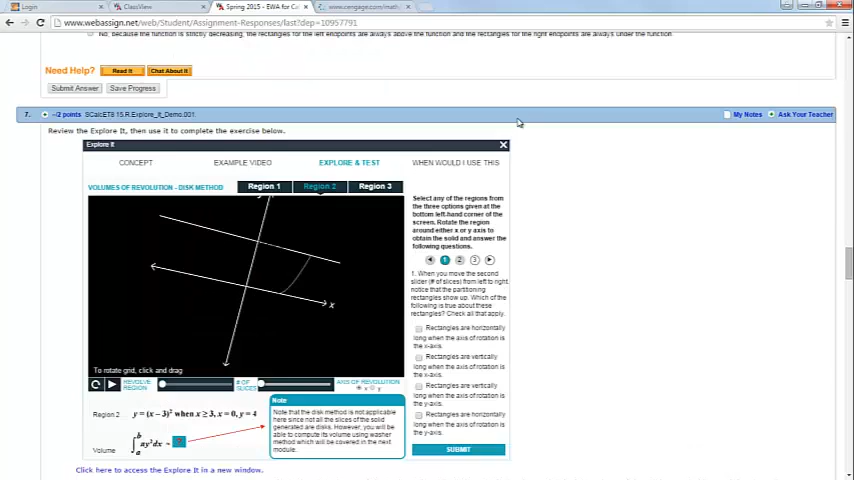 Login
ClassView
Spring 2015 - EWA for Ca
www.cengage.com/math
www.webassign.net/web/Student/Assignment-Responses/last?dep=10957791
No, because the function is strictly decreasing, the rectangles for the left endpoints are always above the function and the rectangles for the right endpoints are always under the function.
Need Help? Read It Chat About It
Submit Answer Save Progress
7. –/2 points SCalcET8 15.R.Explore_It_Demo.001. My Notes Ask Your Teacher
Review the Explore It, then use it to complete the exercise below.
Explore It X
CONCEPT EXAMPLE VIDEO EXPLORE & TEST WHEN WOULD I USE THIS
VOLUMES OF REVOLUTION - DISK METHOD Region 1 Region 2 Region 3
Select any of the regions from
the three options given at the
bottom left-hand corner of the
screen. Rotate the region
around either x or y axis to
obtain the solid and answer the
following questions.
1 2 3
1. When you move the second
slider (# of slices) from left to right,
notice that the partitioning
rectangles show up. Which of the
following is true about these
rectangles? Check all that apply.
Rectangles are horizontally
long when the axis of rotation is
the x-axis.
Rectangles are vertically
long when the axis of rotation is
the x-axis.
Rectangles are vertically
long when the axis of rotation is
the y-axis.
Rectangles are horizontally
long when the axis of rotation is
the y-axis.
SUBMIT
x
To rotate grid, click and drag
REVOLVE
REGION
# OF
SLICES
AXIS OF REVOLUTION
x y
Region 2 y = (x – 3)² when x ≥ 3, x = 0, y = 4
Volume ∫ₐᵇ πy² dx = ?
Note
Note that the disk method is not applicable
here since not all the slices of the solid
generated are disks. However, you will be
able to compute its volume using washer
method which will be covered in the next
module.
Click here to access the Explore It in a new window.